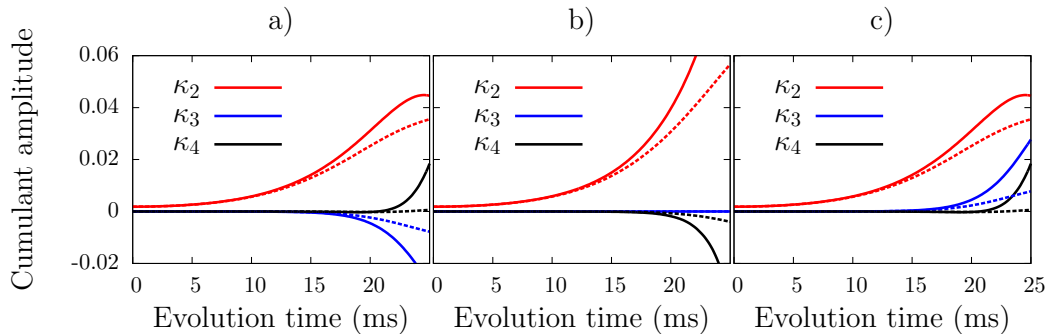 a) b) c)
Cumulant amplitude
0.06
0.04
0.02
0
-0.02
κ2
κ3
κ4
κ2
κ3
κ4
κ2
κ3
κ4
0 5 10 15 20 0 5 10 15 20 0 5 10 15 20 25
Evolution time (ms) Evolution time (ms) Evolution time (ms)